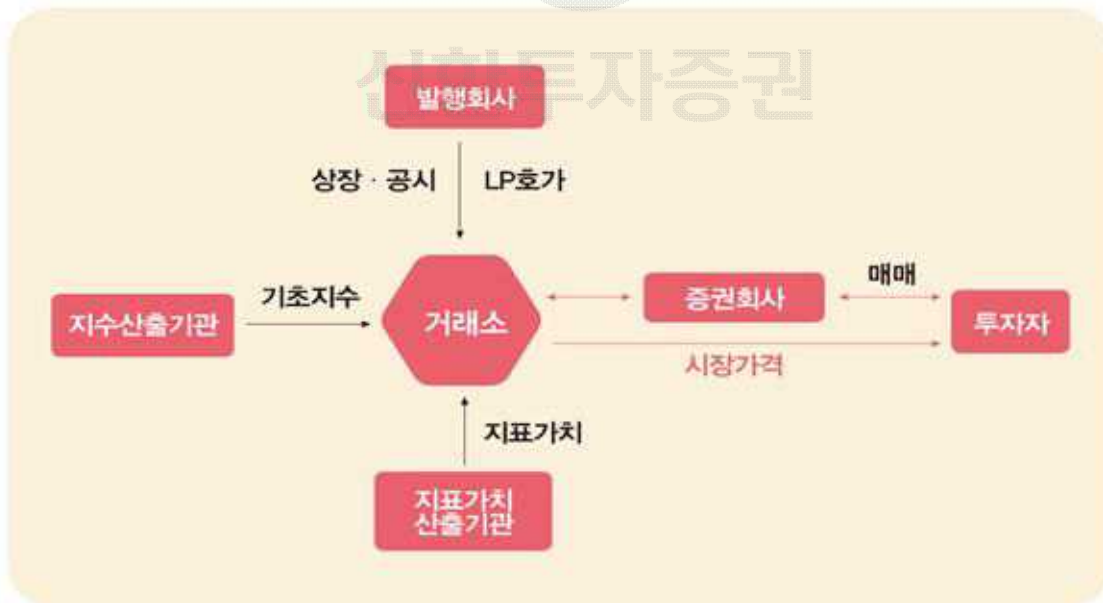 신한투자증권
발행회사
상장 · 공시
LP호가
지수산출기관
기초지수
거래소
증권회사
매매
투자자
시장가격
지표가치
지표가치
산출기관